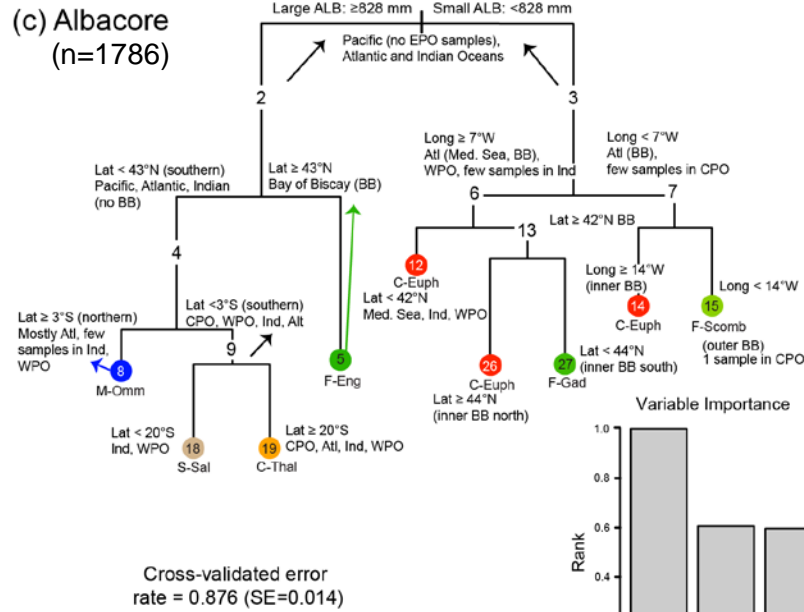 (c) Albacore
(n=1786)
Large ALB: ≥828 mm
Small ALB: <828 mm
Pacific (no EPO samples),
Atlantic and Indian Oceans
2
3
Lat < 43°N (southern)
Pacific, Atlantic, Indian
(no BB)
Lat ≥ 43°N
Bay of Biscay (BB)
Long ≥ 7°W
Atl (Med. Sea, BB),
WPO, few samples in Ind
Long < 7°W
Atl (BB),
few samples in CPO
6
7
4
13
Lat ≥ 42°N BB
12
C-Euph
Lat < 42°N
Med. Sea, Ind, WPO
Long ≥ 14°W
(inner BB)
14
C-Euph
Long < 14°W
15
F-Scomb
(outer BB)
1 sample in CPO
Lat ≥ 3°S (northern)
Mostly Atl, few
samples in Ind,
WPO
8
M-Omm
Lat <3°S (southern)
CPO, WPO, Ind, Alt
9
5
F-Eng
26
C-Euph
Lat ≥ 44°N
(inner BB north)
27
F-Gad
Lat < 44°N
(inner BB south)
Lat < 20°S
Ind, WPO
18
S-Sal
19
C-Thal
Lat ≥ 20°S
CPO, Atl, Ind, WPO
Variable Importance
1.0
0.8
0.6
0.4
Rank
Cross-validated error
rate = 0.876 (SE=0.014)